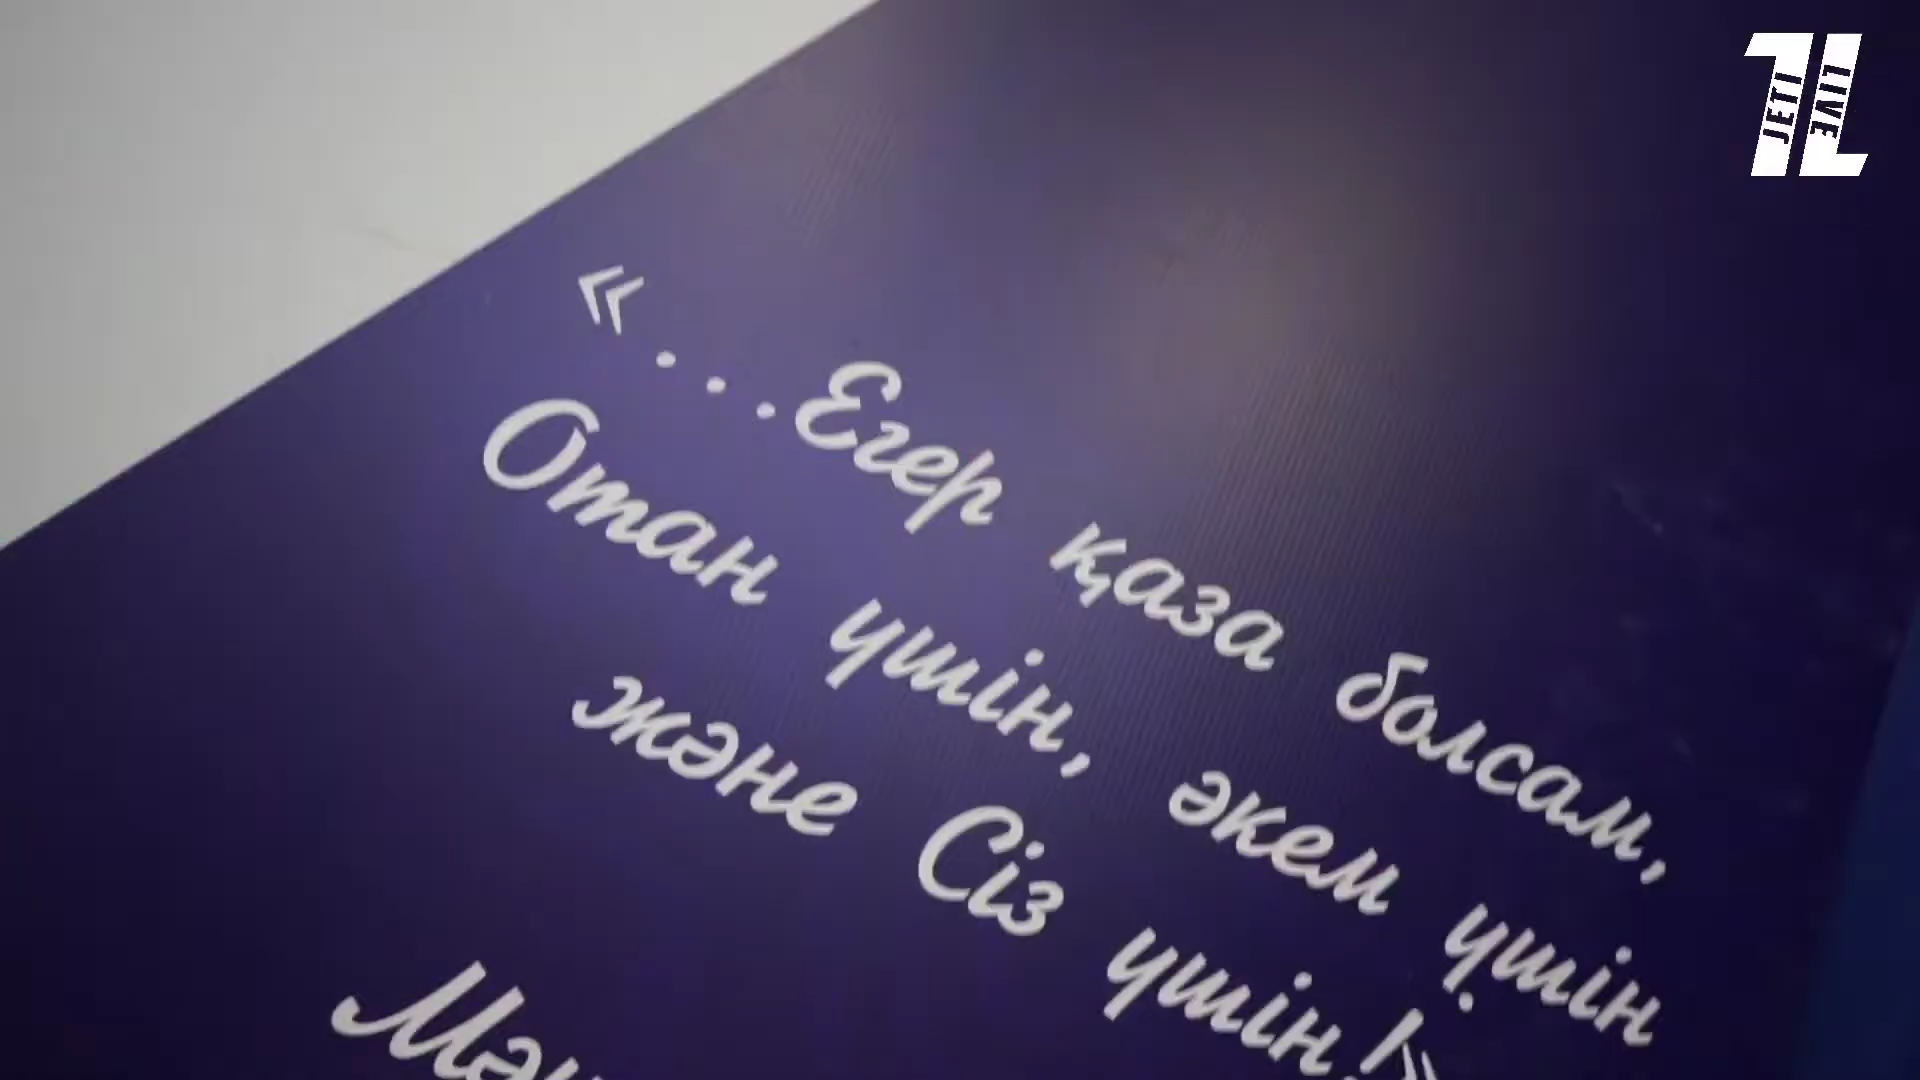 «...Егер қаза болсам,
Отан үшін, әкем үшін
және Сіз үшін!»
JETI LIVE